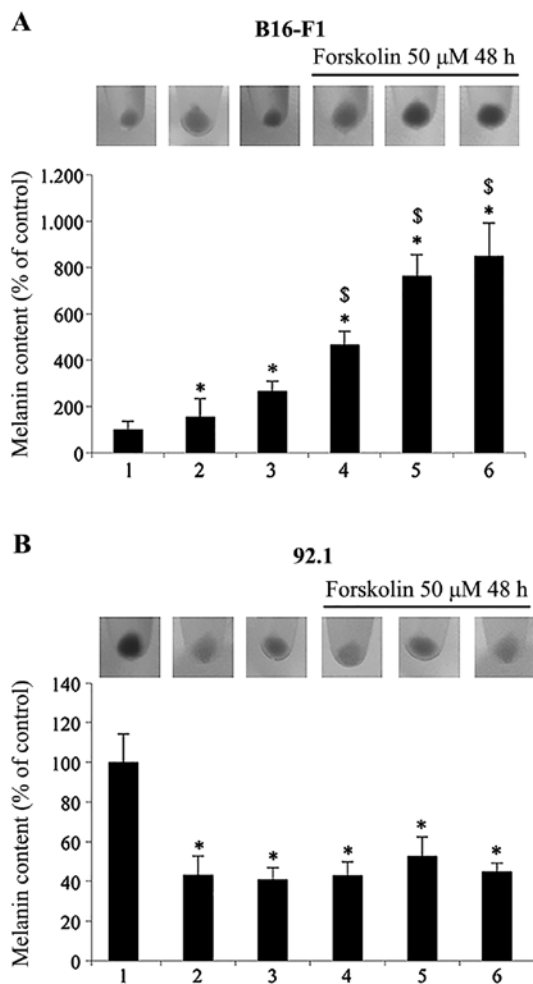 A
B16-F1
Forskolin 50 µM 48 h
Melanin content (% of control)
1.200
1.000
800
600
400
200
0
*
*
$
*
$
*
$
*
1 2 3 4 5 6
B
92.1
Forskolin 50 µM 48 h
Melanin content (% of control)
140
120
100
80
60
40
20
0
* * * * *
1 2 3 4 5 6